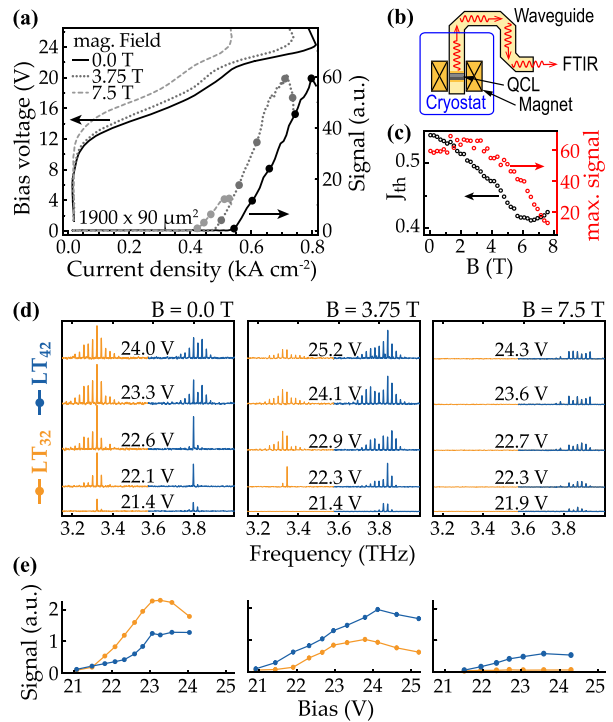 (a)
mag. Field
0.0 T
3.75 T
7.5 T
1900 x 90 μm²
Bias voltage (V)
24
20
16
12
8
4
0
0.0
0.2
0.4
0.6
0.8
Current density (kA cm⁻²)
60
40
20
0
Signal (a.u.)
(b)
Waveguide
FTIR
QCL
Magnet
Cryostat
(c)
J_th
0.5
0.4
0
2
4
6
8
B (T)
60
40
20
max. signal
(d)
B = 0.0 T
B = 3.75 T
B = 7.5 T
LT₄₂
LT₃₂
24.0 V
23.3 V
22.6 V
22.1 V
21.4 V
25.2 V
24.1 V
22.9 V
22.3 V
21.4 V
24.3 V
23.6 V
22.7 V
22.3 V
21.9 V
3.2 3.4 3.6 3.8
3.2 3.4 3.6 3.8
3.2 3.4 3.6 3.8
Frequency (THz)
(e)
Signal (a.u.)
2
1
0
21 22 23 24 25
21 22 23 24 25
21 22 23 24 25
Bias (V)